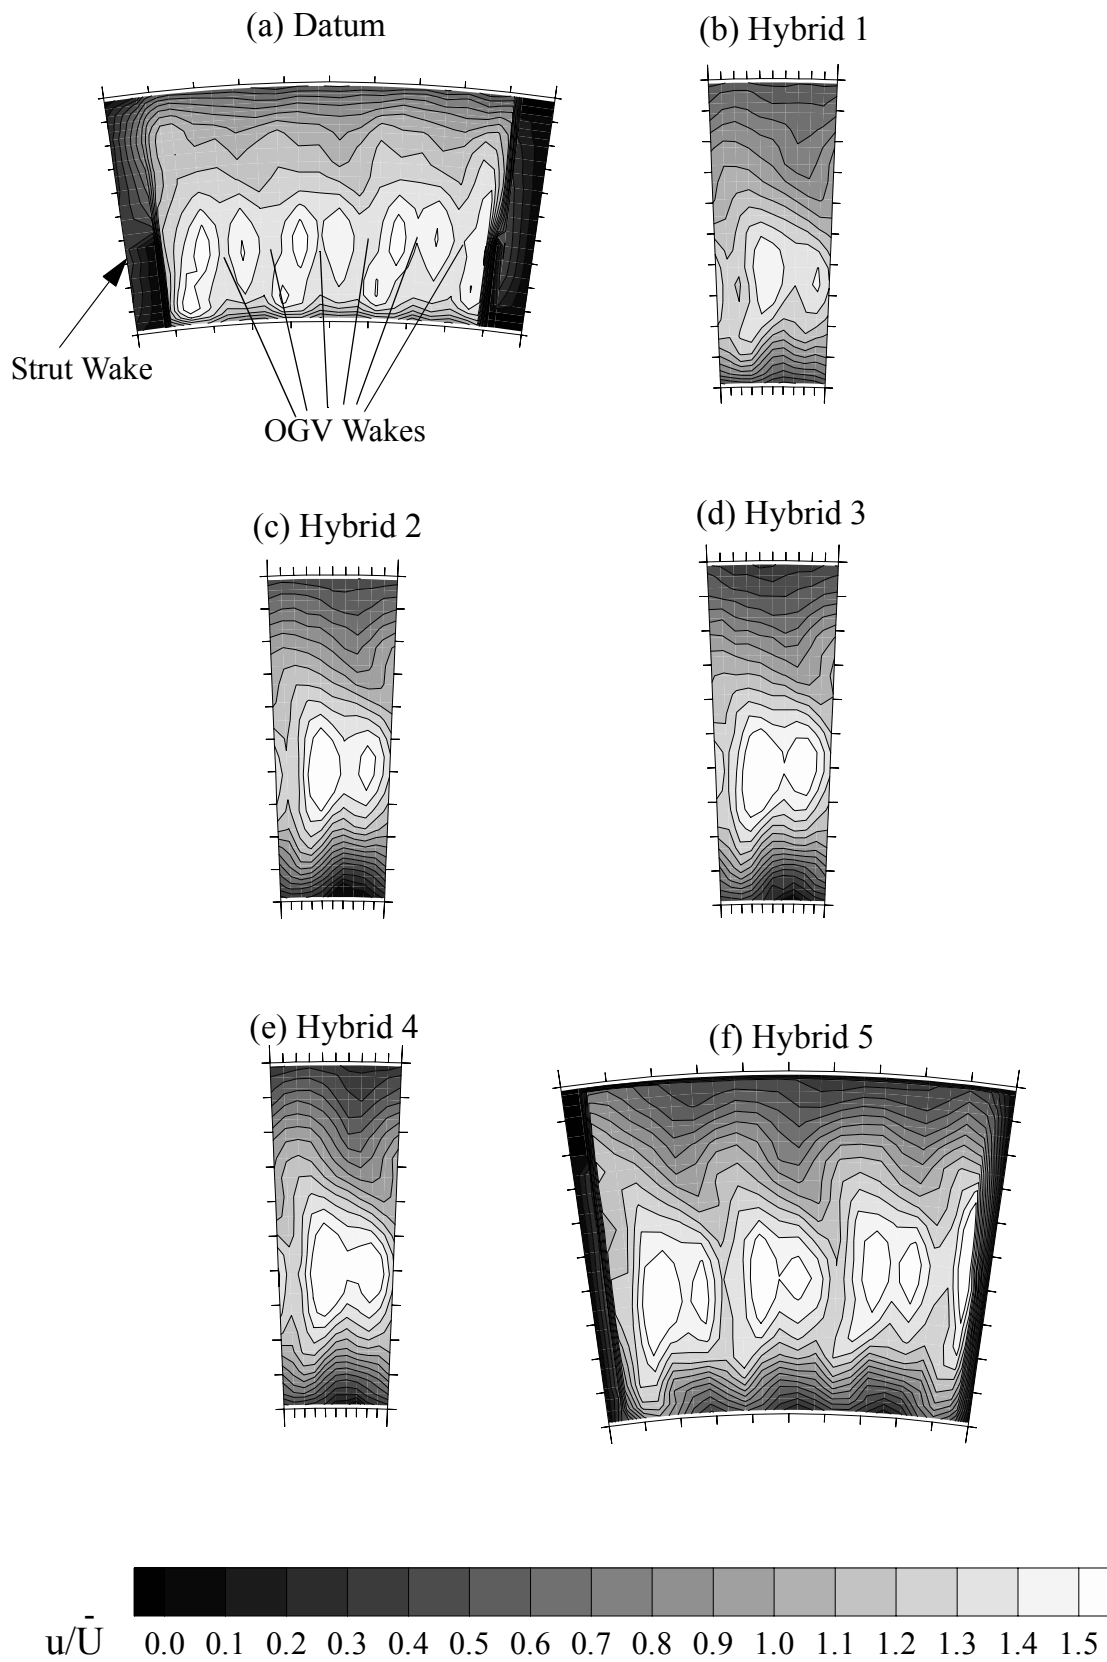 (a) Datum
(b) Hybrid 1
Strut Wake
OGV Wakes
(c) Hybrid 2
(d) Hybrid 3
(e) Hybrid 4
(f) Hybrid 5
u/Ū 0.0 0.1 0.2 0.3 0.4 0.5 0.6 0.7 0.8 0.9 1.0 1.1 1.2 1.3 1.4 1.5